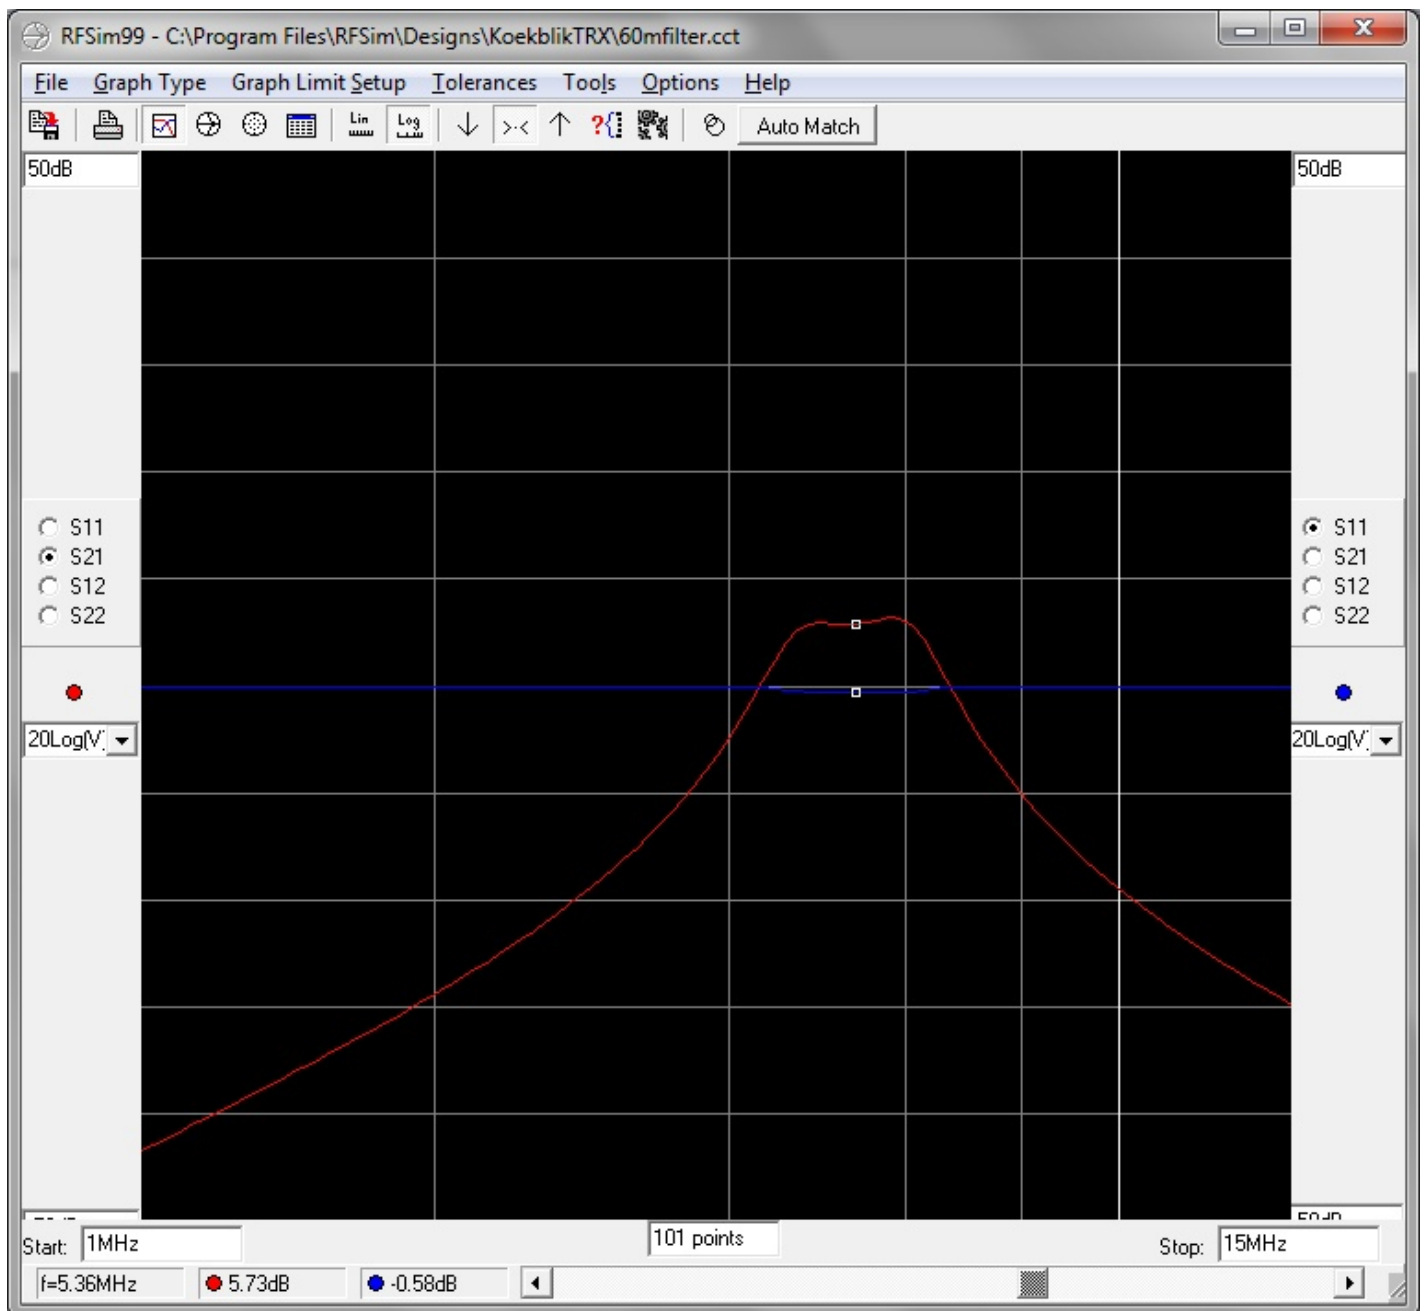 RFSim99 - C:\Program Files\RFSim\Designs\KoekblikTRX\60mfilter.cct
File Graph Type Graph Limit Setup Tolerances Tools Options Help
Lin Log ?{} Auto Match
50dB 50dB
S11 S11
S21 S21
S12 S12
S22 S22
20Log(V) 20Log(V)
Start: 1MHz 101 points Stop: 15MHz
f=5.36MHz 5.73dB -0.58dB